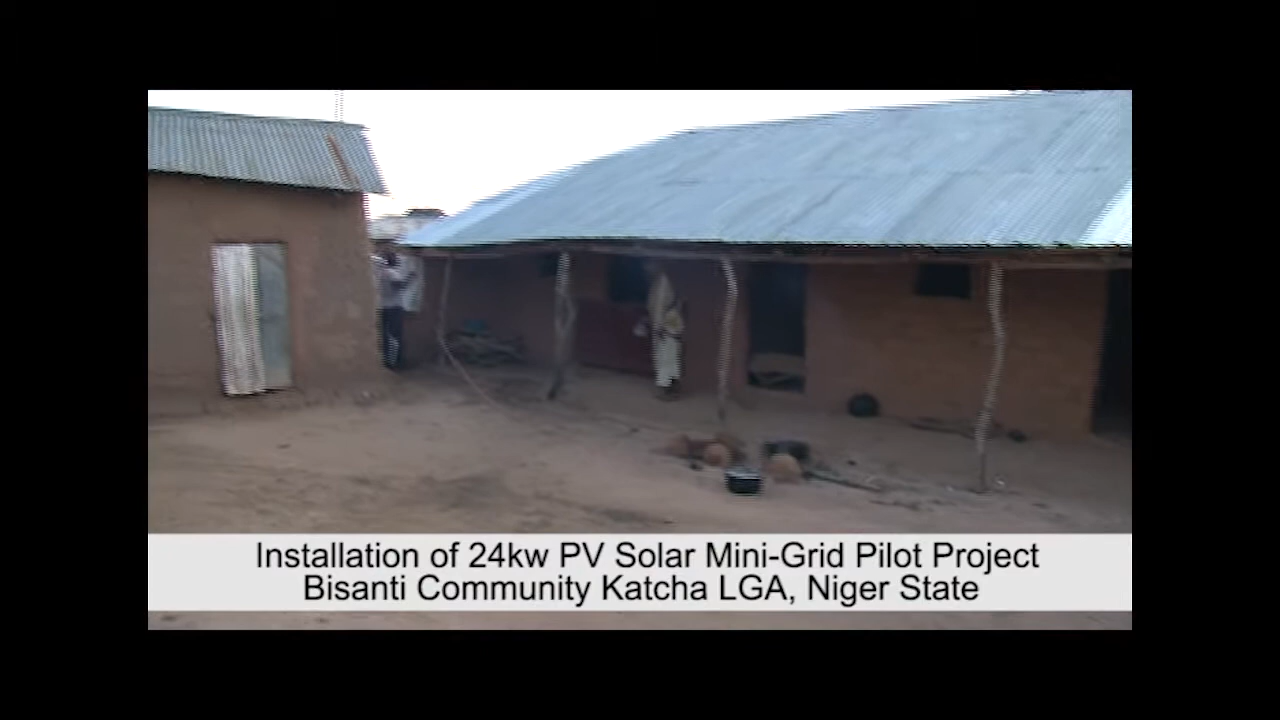 Installation of 24kw PV Solar Mini-Grid Pilot Project
Bisanti Community Katcha LGA, Niger State